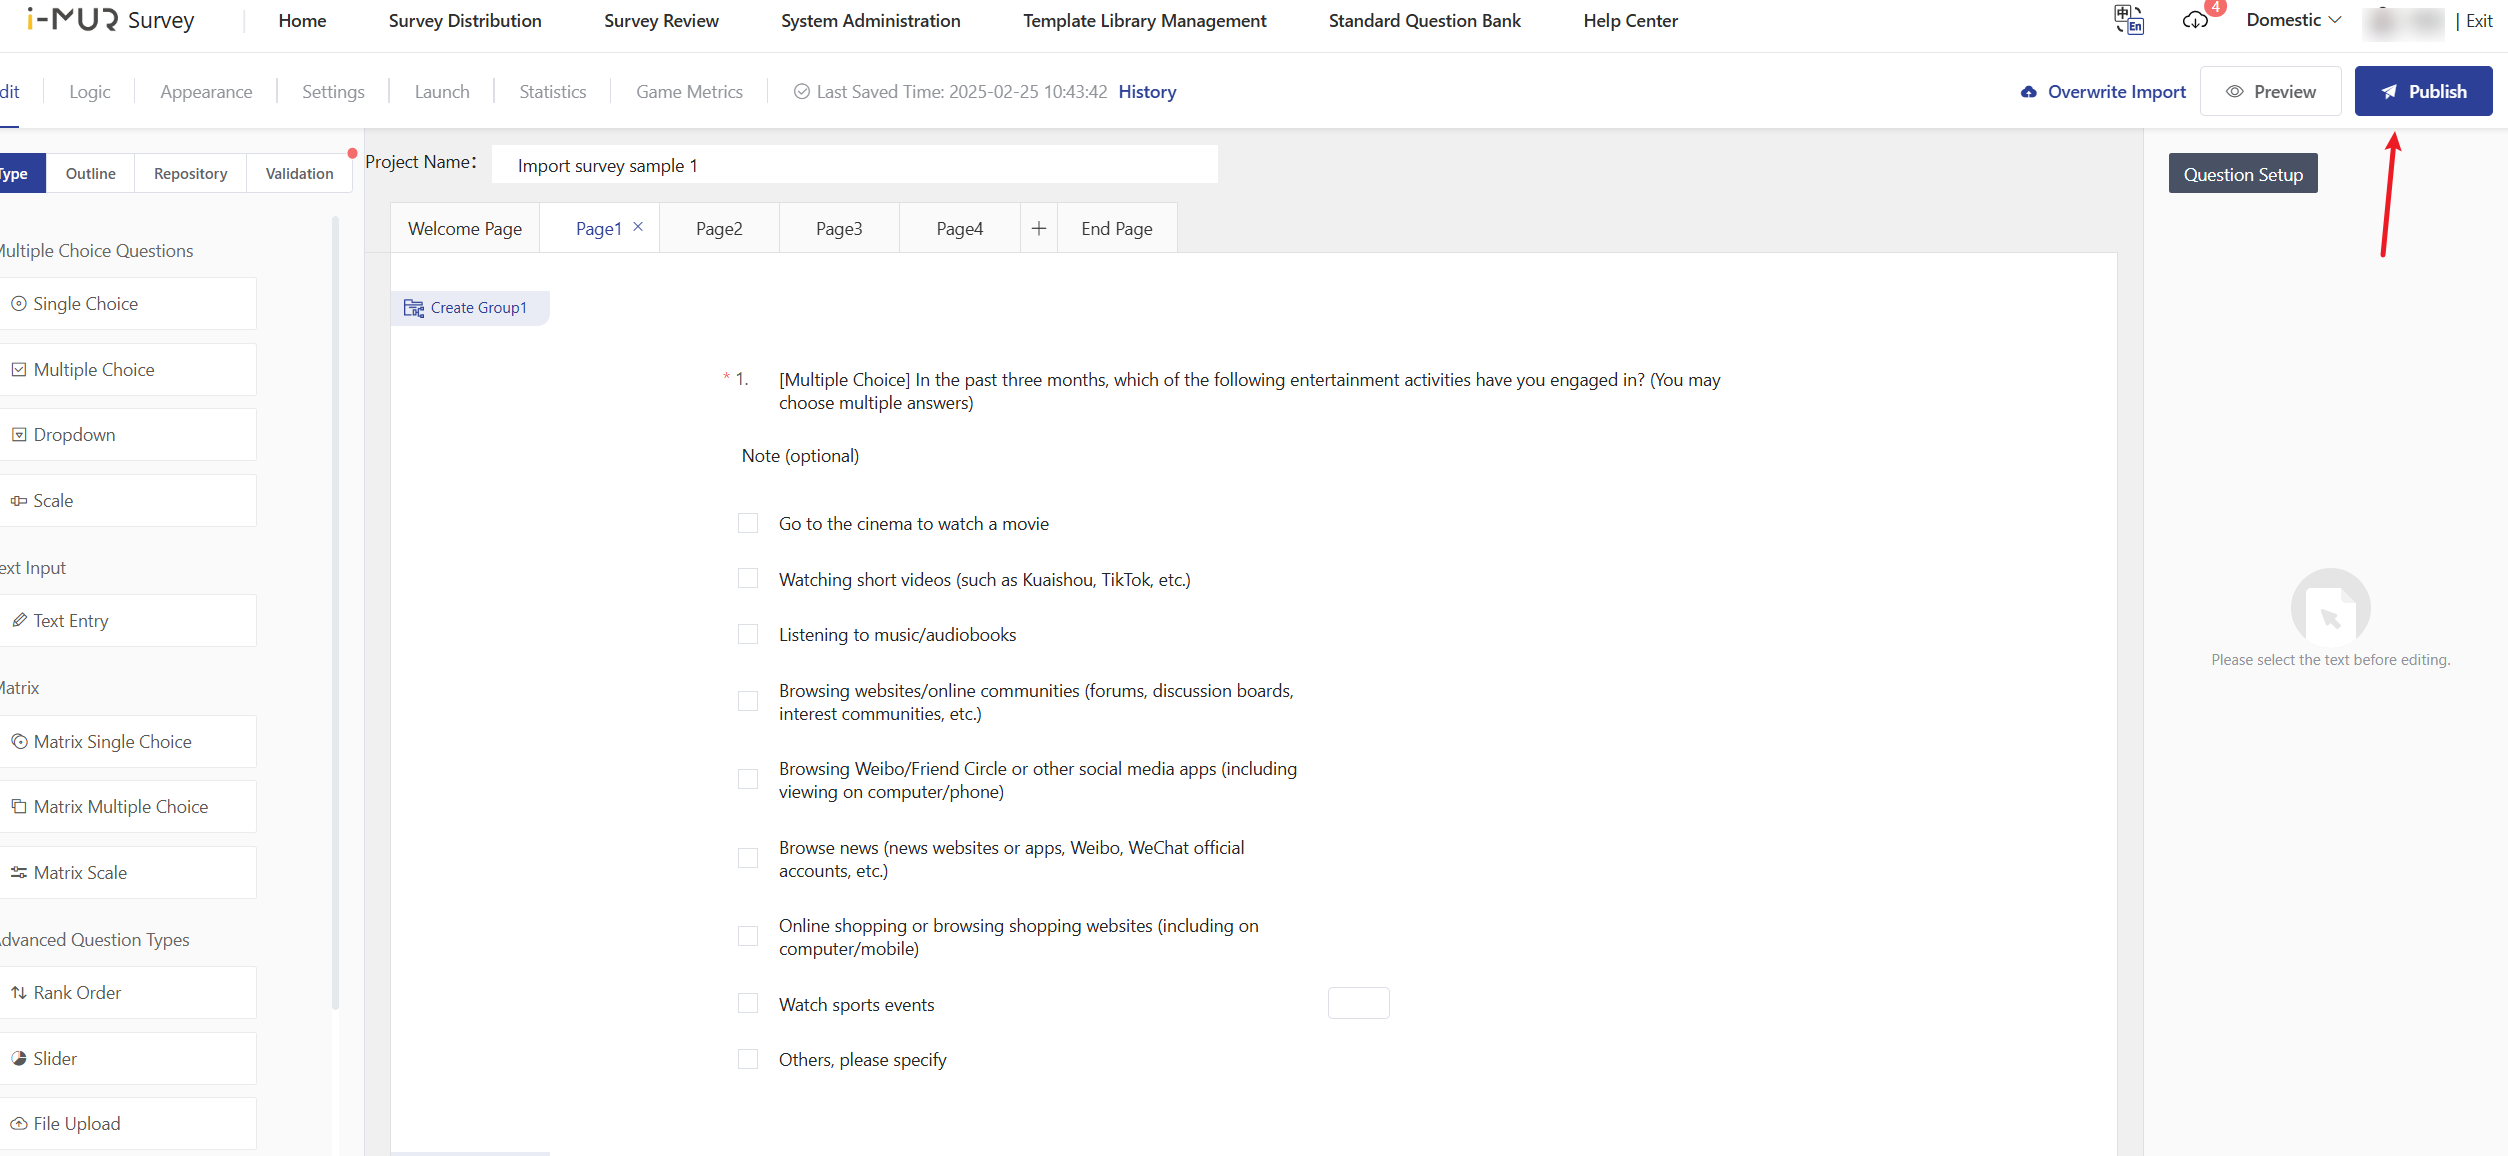 i-MUR Survey
Home
Survey Distribution
Survey Review
System Administration
Template Library Management
Standard Question Bank
Help Center
中
En
4
Domestic
| Exit
dit
Logic
Appearance
Settings
Launch
Statistics
Game Metrics
Last Saved Time: 2025-02-25 10:43:42 History
Overwrite Import
Preview
Publish
Type
Outline
Repository
Validation
Project Name：
Import survey sample 1
Question Setup
Welcome Page
Page1 ×
Page2
Page3
Page4
+
End Page
Multiple Choice Questions
Single Choice
Multiple Choice
Dropdown
Scale
ext Input
Text Entry
Matrix
Matrix Single Choice
Matrix Multiple Choice
Matrix Scale
dvanced Question Types
Rank Order
Slider
File Upload
Create Group1
* 1. [Multiple Choice] In the past three months, which of the following entertainment activities have you engaged in? (You may
choose multiple answers)
Note (optional)
Go to the cinema to watch a movie
Watching short videos (such as Kuaishou, TikTok, etc.)
Listening to music/audiobooks
Browsing websites/online communities (forums, discussion boards,
interest communities, etc.)
Browsing Weibo/Friend Circle or other social media apps (including
viewing on computer/phone)
Browse news (news websites or apps, Weibo, WeChat official
accounts, etc.)
Online shopping or browsing shopping websites (including on
computer/mobile)
Watch sports events
Others, please specify
Please select the text before editing.